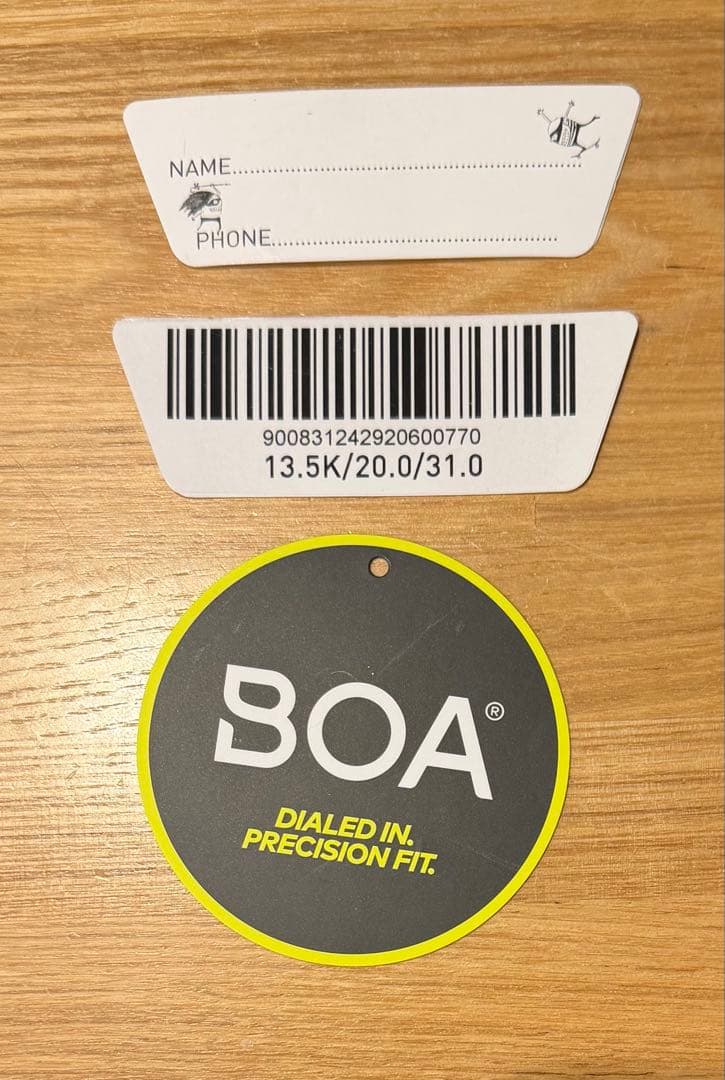 NAME......................................................
PHONE..............................................
900831242920600770
13.5K/20.0/31.0
BOA®
DIALED IN.
PRECISION FIT.